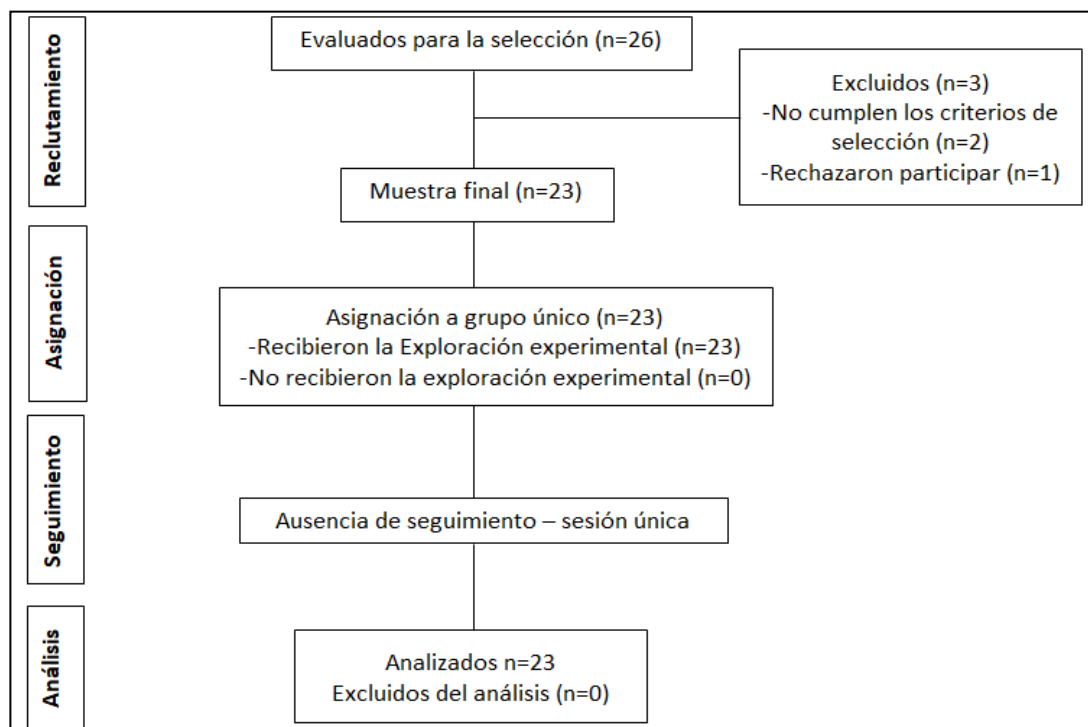 Reclutamiento
Evaluados para la selección (n=26)
Excluidos (n=3)
-No cumplen los criterios de
selección (n=2)
-Rechazaron participar (n=1)
Muestra final (n=23)
Asignación
Asignación a grupo único (n=23)
-Recibieron la Exploración experimental (n=23)
-No recibieron la exploración experimental (n=0)
Seguimiento
Ausencia de seguimiento – sesión única
Análisis
Analizados n=23
Excluidos del análisis (n=0)